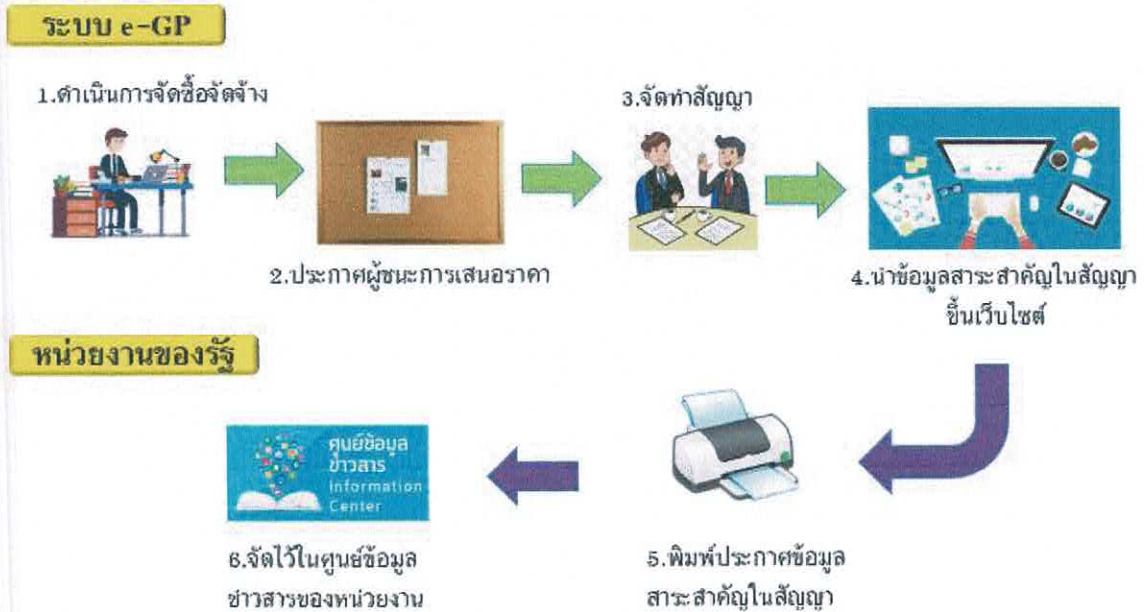 ระบบ e-GP
1.ดำเนินการจัดซื้อจัดจ้าง
2.ประกาศผู้ชนะการเสนอราคา
3.จัดทำสัญญา
4.นำข้อมูลสาระสำคัญในสัญญา
ขึ้นเว็บไซต์
หน่วยงานของรัฐ
5.พิมพ์ประกาศข้อมูล
สาระสำคัญในสัญญา
ศูนย์ข้อมูล
ข่าวสาร
Information
Center
6.จัดไว้ในศูนย์ข้อมูล
ข่าวสารของหน่วยงาน